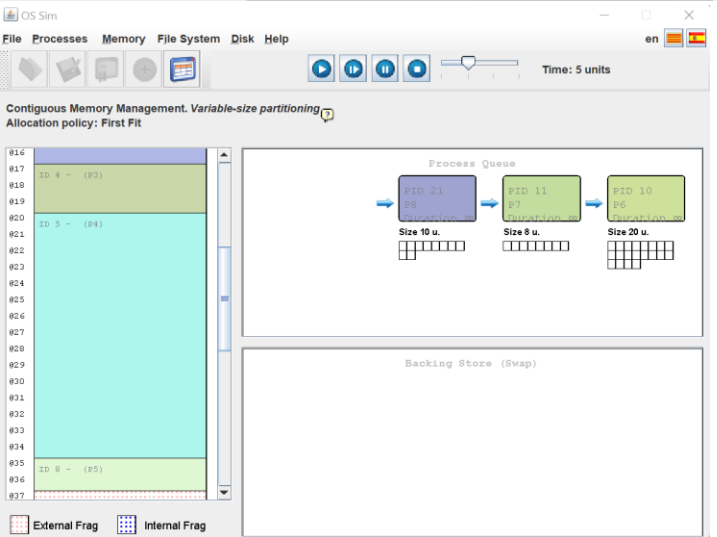 OS Sim
File Processes Memory File System Disk Help
en
Time: 5 units
Contiguous Memory Management. Variable-size partitioning
Allocation policy: First Fit
@16
@17
ID 4 - (P3)
@18
@19
@20
ID 5 - (P4)
@21
@22
@23
@24
@25
@26
@27
@28
@29
@30
@31
@32
@33
@34
@35
ID 8 - (P5)
@36
@37
External Frag
Internal Frag
Process Queue
PID 21
P8
Duration ∞
Size 10 u.
PID 11
P7
Duration ∞
Size 8 u.
PID 10
P6
Duration ∞
Size 20 u.
Backing Store (Swap)